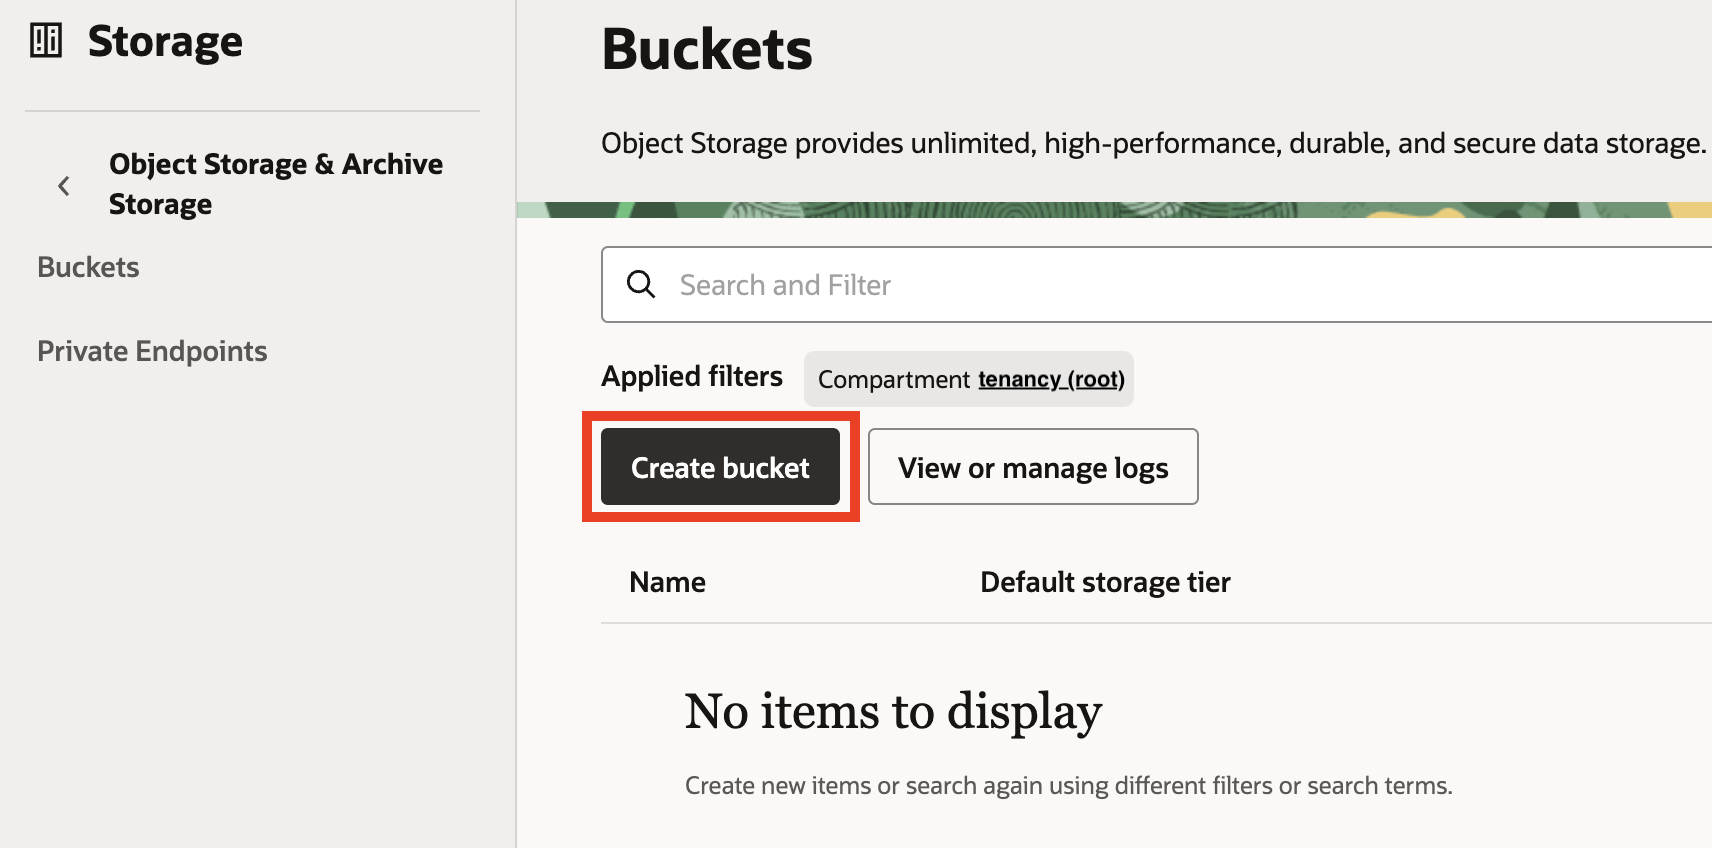 Storage
Object Storage & Archive
Storage
Buckets
Private Endpoints
Buckets
Object Storage provides unlimited, high-performance, durable, and secure data storage.
Search and Filter
Applied filters
Compartment tenancy (root)
Create bucket
View or manage logs
Name
Default storage tier
No items to display
Create new items or search again using different filters or search terms.